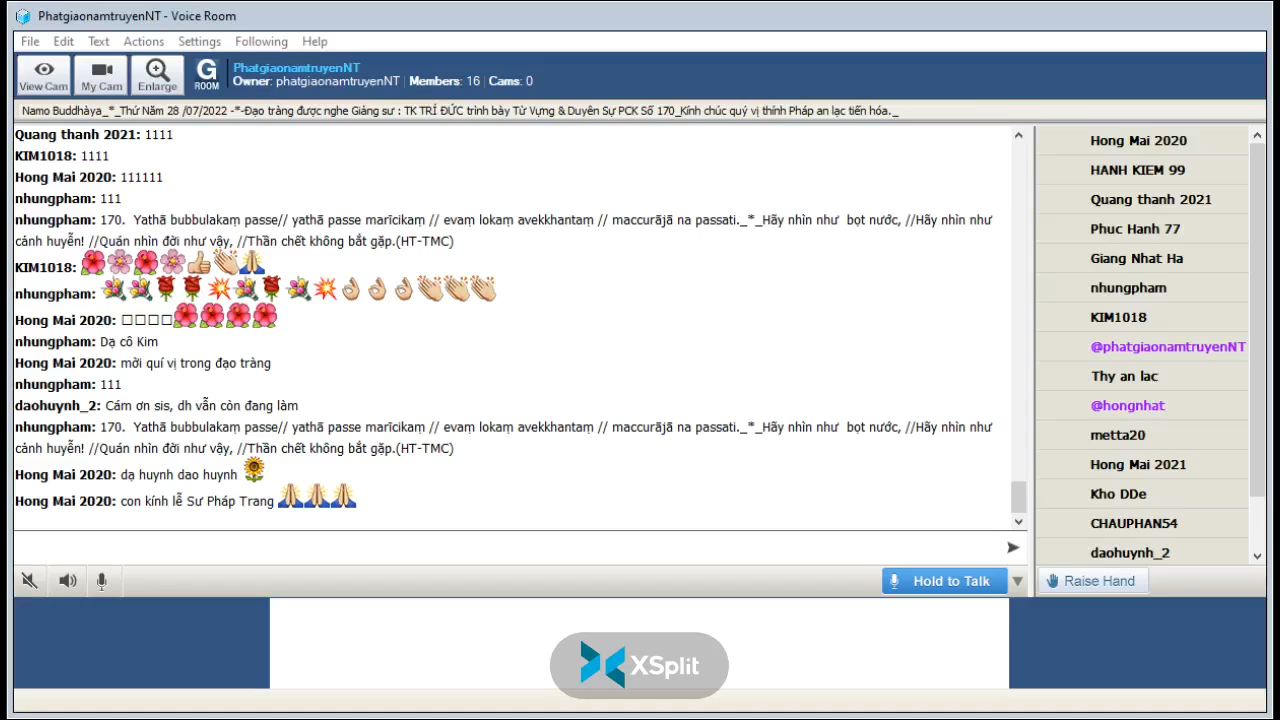 PhatgiaonamtruyenNT - Voice Room
File Edit Text Actions Settings Following Help
View Cam My Cam Enlarge G ROOM
PhatgiaonamtruyenNT
Owner: phatgiaonamtruyenNT | Members: 16 | Cams: 0
Namo Buddhàya_*_Thứ Năm 28 /07/2022 -*-Đạo tràng được nghe Giảng sư : TK TRÍ ĐỨC trình bày Từ Vựng & Duyên Sự PCK Số 170_Kính chúc quý vị thính Pháp an lạc tiến hóa._
Quang thanh 2021: 1111
KIM1018: 1111
Hong Mai 2020: 111111
nhungpham: 111
nhungpham: 170. Yathā bubbulakaṃ passe// yathā passe marīcikaṃ // evaṃ lokaṃ avekkhantaṃ // maccurājā na passati._*_Hãy nhìn như bọt nước, //Hãy nhìn như
cảnh huyễn! //Quán nhìn đời như vậy, //Thần chết không bắt gặp.(HT-TMC)
KIM1018: 🌺🌸🌺🌸👍👏🙏
nhungpham: 💐💐🌹🌹💥💐🌹💐💥👌👌👌👏👏👏
Hong Mai 2020: □□□□🌺🌺🌺🌺
nhungpham: Dạ cô Kim
Hong Mai 2020: mời quí vị trong đạo tràng
nhungpham: 111
daohuynh_2: Cám ơn sis, dh vẫn còn đang làm
nhungpham: 170. Yathā bubbulakaṃ passe// yathā passe marīcikaṃ // evaṃ lokaṃ avekkhantaṃ // maccurājā na passati._*_Hãy nhìn như bọt nước, //Hãy nhìn như
cảnh huyễn! //Quán nhìn đời như vậy, //Thần chết không bắt gặp.(HT-TMC)
Hong Mai 2020: dạ huynh dao huynh 🌻
Hong Mai 2020: con kính lễ Sư Pháp Trang 🙏🙏🙏
Hong Mai 2020
HANH KIEM 99
Quang thanh 2021
Phuc Hanh 77
Giang Nhat Ha
nhungpham
KIM1018
@phatgiaonamtruyenNT
Thy an lac
@hongnhat
metta20
Hong Mai 2021
Kho DDe
CHAUPHAN54
daohuynh_2
Hold to Talk
Raise Hand
XSplit